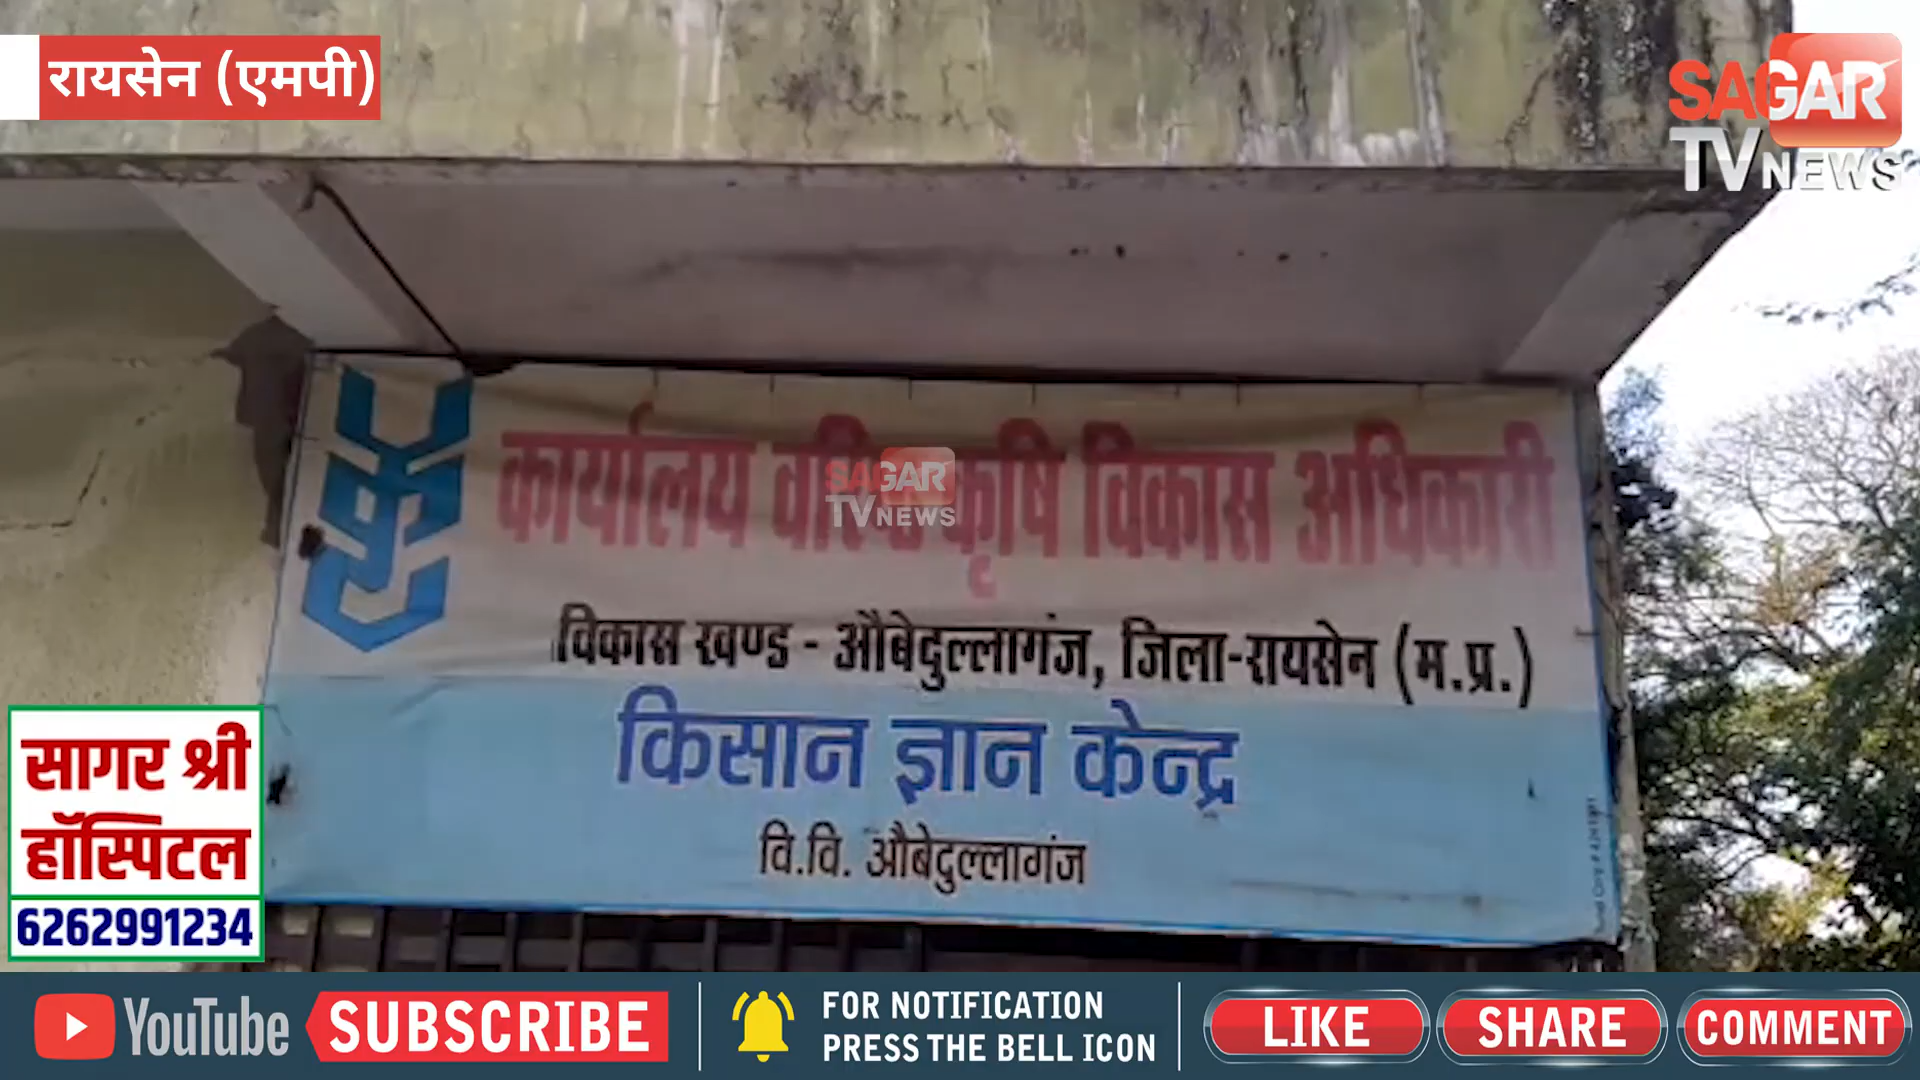 रायसेन (एमपी)
SAGAR
TV NEWS
कार्यालय वरिष्ठ कृषि विकास अधिकारी
SAGAR
TV NEWS
विकास खण्ड - औबेदुल्लागंज, जिला-रायसेन (म.प्र.)
किसान ज्ञान केन्द्र
वि.वि. औबेदुल्लागंज
सागर श्री
हॉस्पिटल
6262991234
YouTube SUBSCRIBE
FOR NOTIFICATION
PRESS THE BELL ICON
LIKE SHARE COMMENT